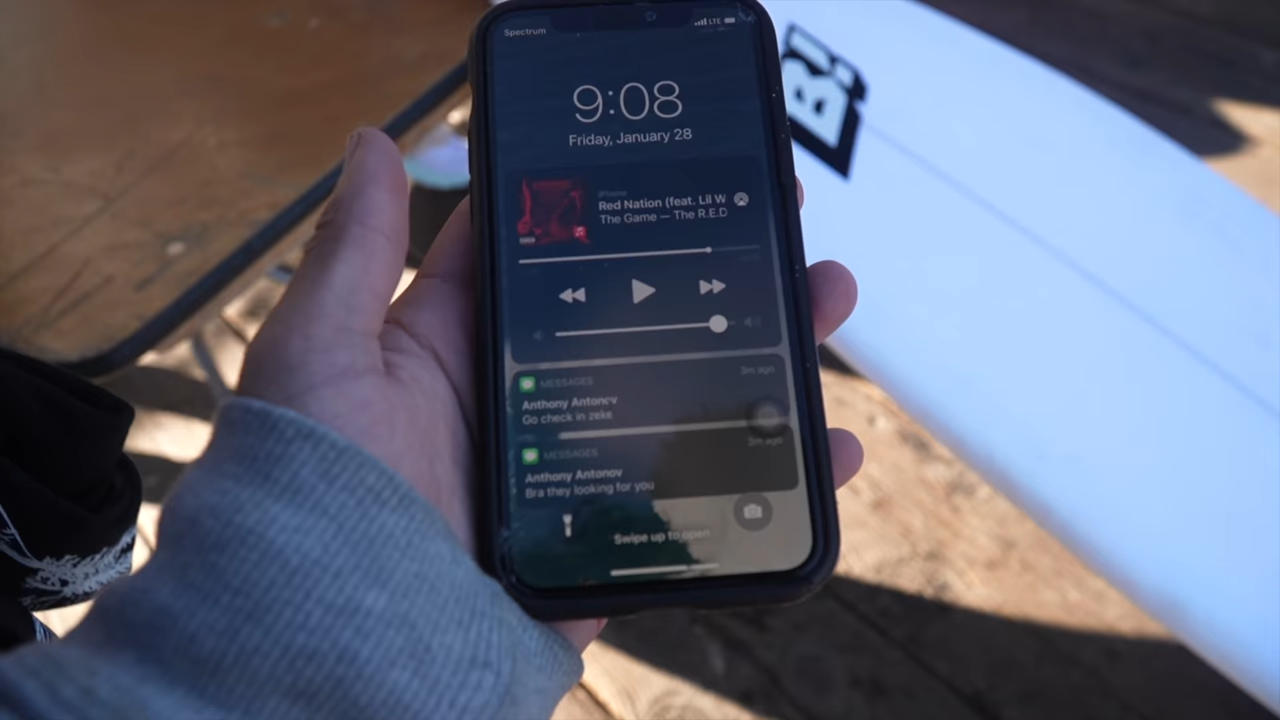 Spectrum
LTE
9:08
Friday, January 28
iPhone
Red Nation (feat. Lil W
The Game — The R.E.D
MESSAGES
3m ago
Anthony Antonov
Go check in zeke
MESSAGES
3m ago
Anthony Antonov
Bra they looking for you
Swipe up to open
B!